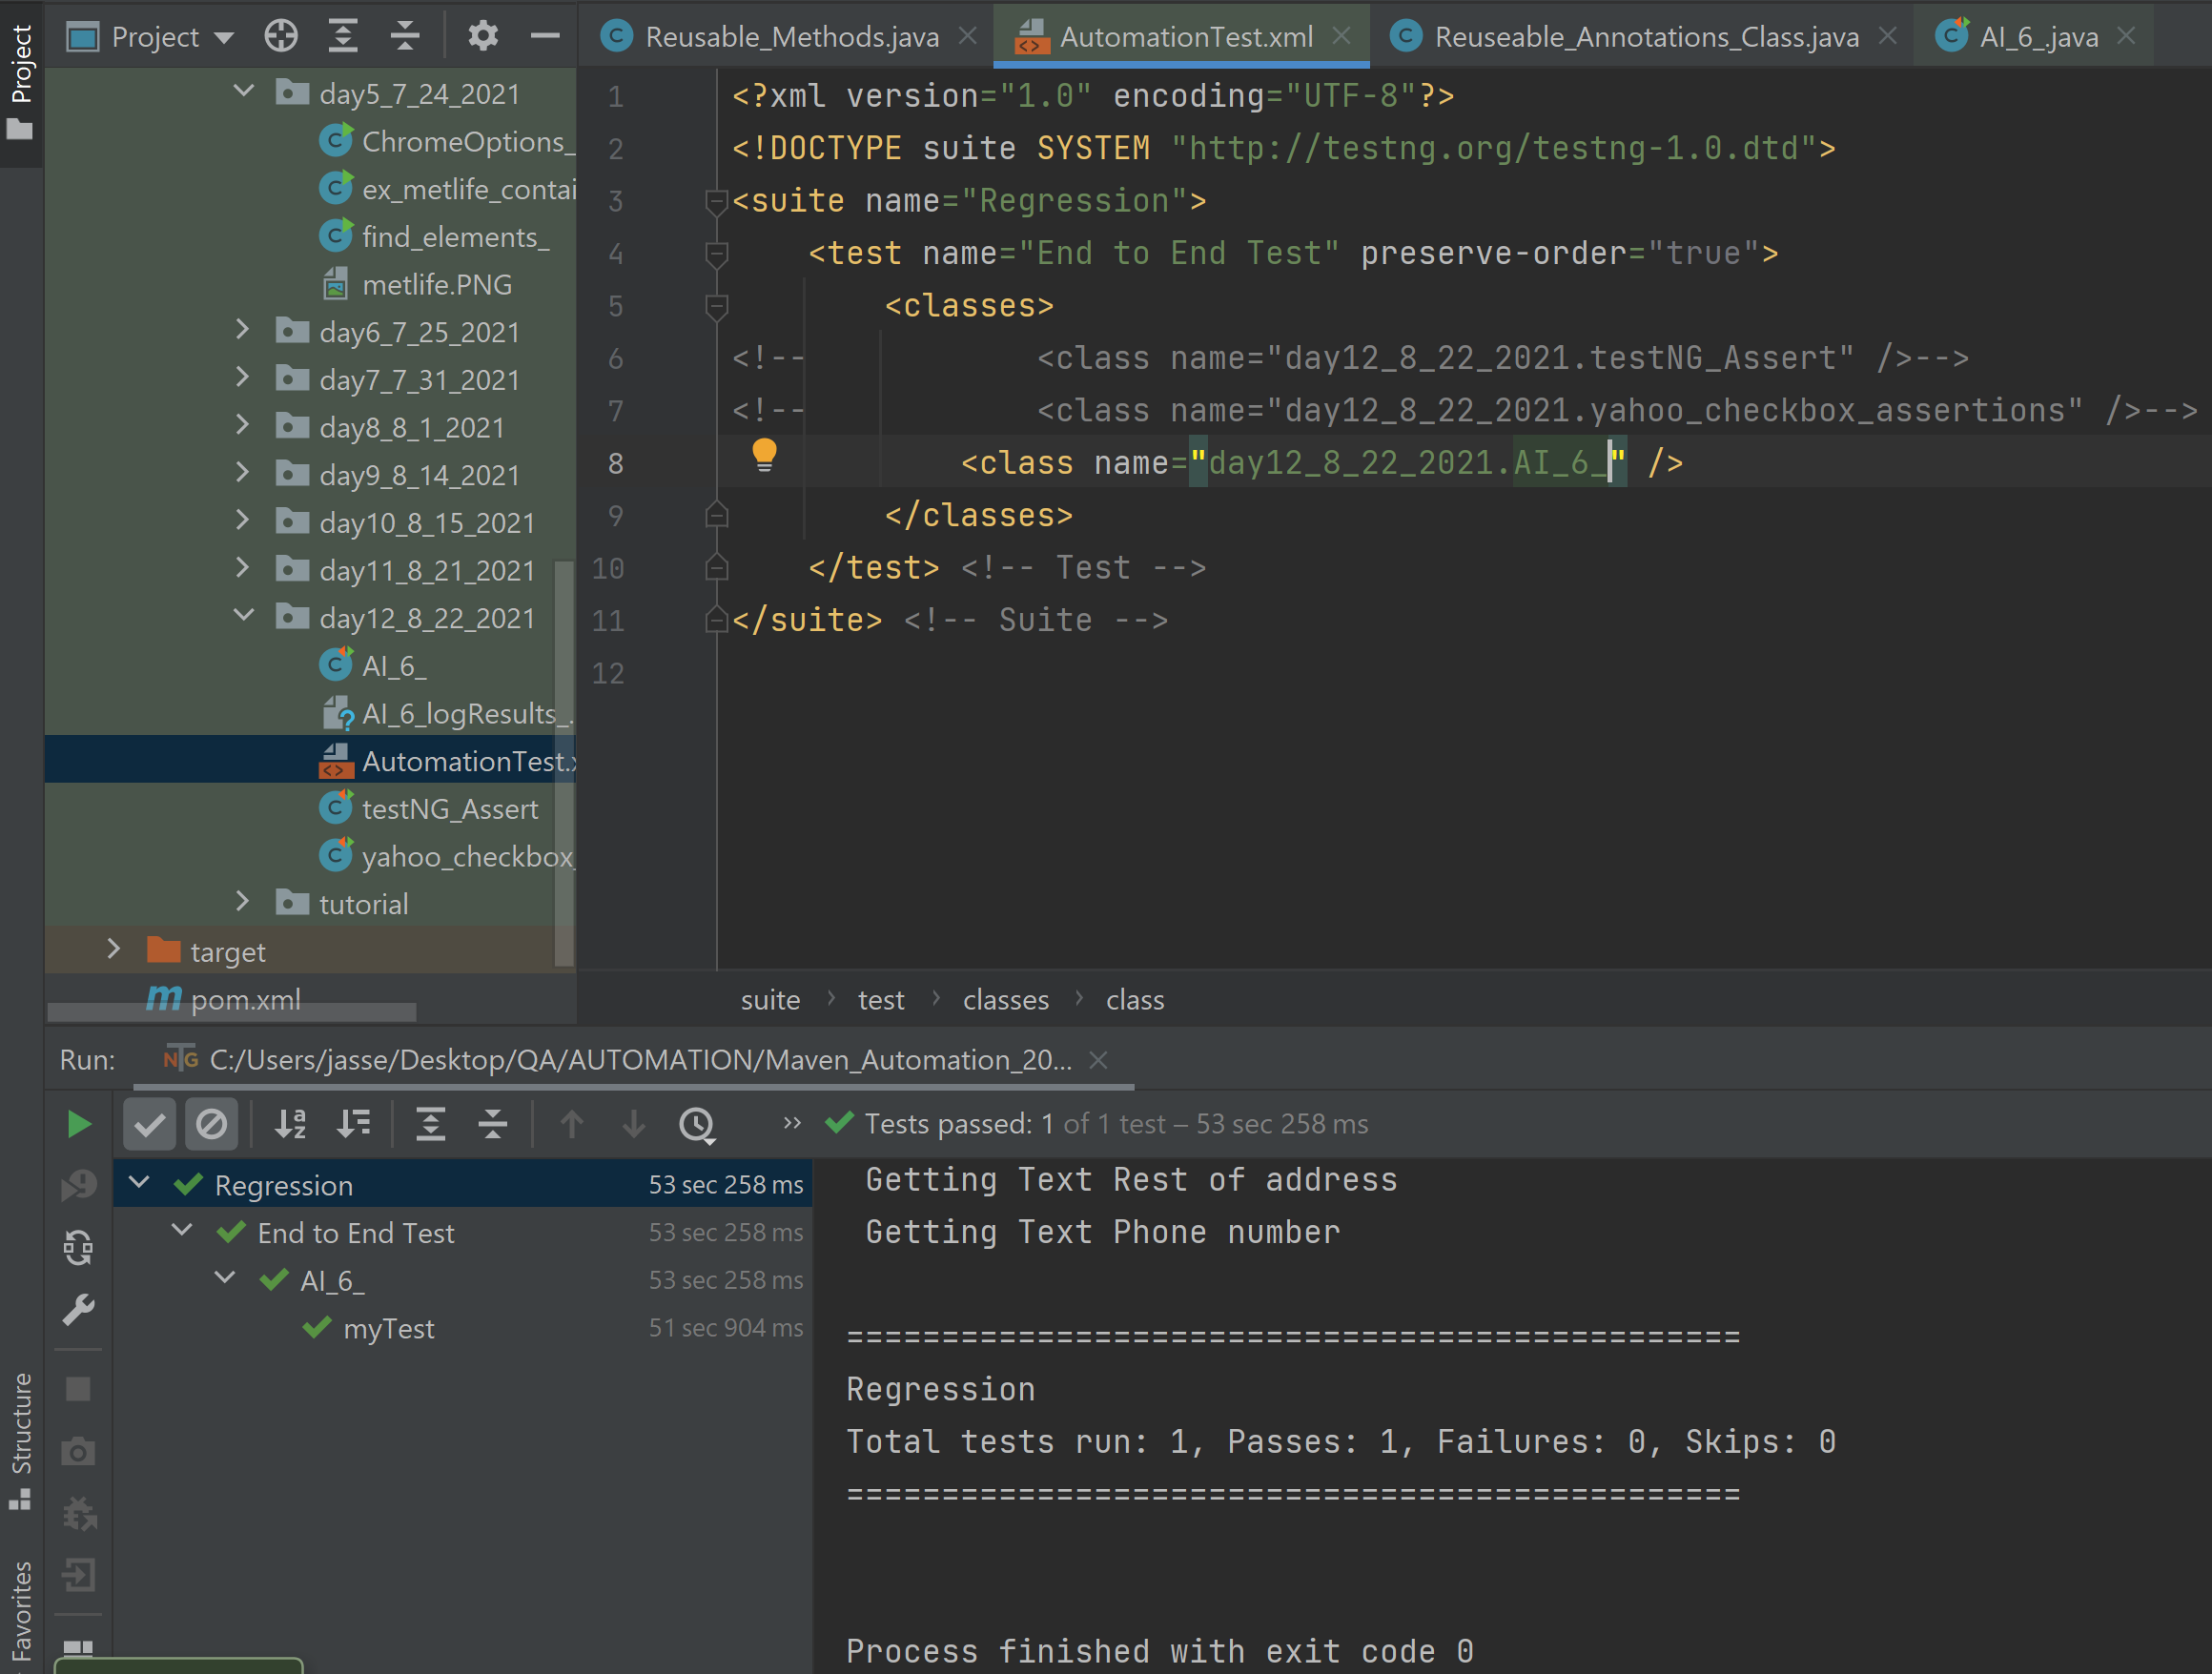 Project
Project
Reusable_Methods.java
AutomationTest.xml
Reuseable_Annotations_Class.java
AI_6_.java
day5_7_24_2021
ChromeOptions_
ex_metlife_contai
find_elements_
metlife.PNG
day6_7_25_2021
day7_7_31_2021
day8_8_1_2021
day9_8_14_2021
day10_8_15_2021
day11_8_21_2021
day12_8_22_2021
AI_6_
AI_6_logResults_.
AutomationTest.x
testNG_Assert
yahoo_checkbox_
tutorial
target
pom.xml
1 <?xml version="1.0" encoding="UTF-8"?>
2 <!DOCTYPE suite SYSTEM "http://testng.org/testng-1.0.dtd">
3 <suite name="Regression">
4 <test name="End to End Test" preserve-order="true">
5 <classes>
6 <!-- <class name="day12_8_22_2021.testNG_Assert" />-->
7 <!-- <class name="day12_8_22_2021.yahoo_checkbox_assertions" />-->
8 <class name="day12_8_22_2021.AI_6_" />
9 </classes>
10 </test> <!-- Test -->
11 </suite> <!-- Suite -->
12
suite > test > classes > class
Run: C:/Users/jasse/Desktop/QA/AUTOMATION/Maven_Automation_20...
Tests passed: 1 of 1 test – 53 sec 258 ms
Regression 53 sec 258 ms
End to End Test 53 sec 258 ms
AI_6_ 53 sec 258 ms
myTest 51 sec 904 ms
Getting Text Rest of address
Getting Text Phone number
===============================================
Regression
Total tests run: 1, Passes: 1, Failures: 0, Skips: 0
===============================================
Process finished with exit code 0
Structure
Favorites